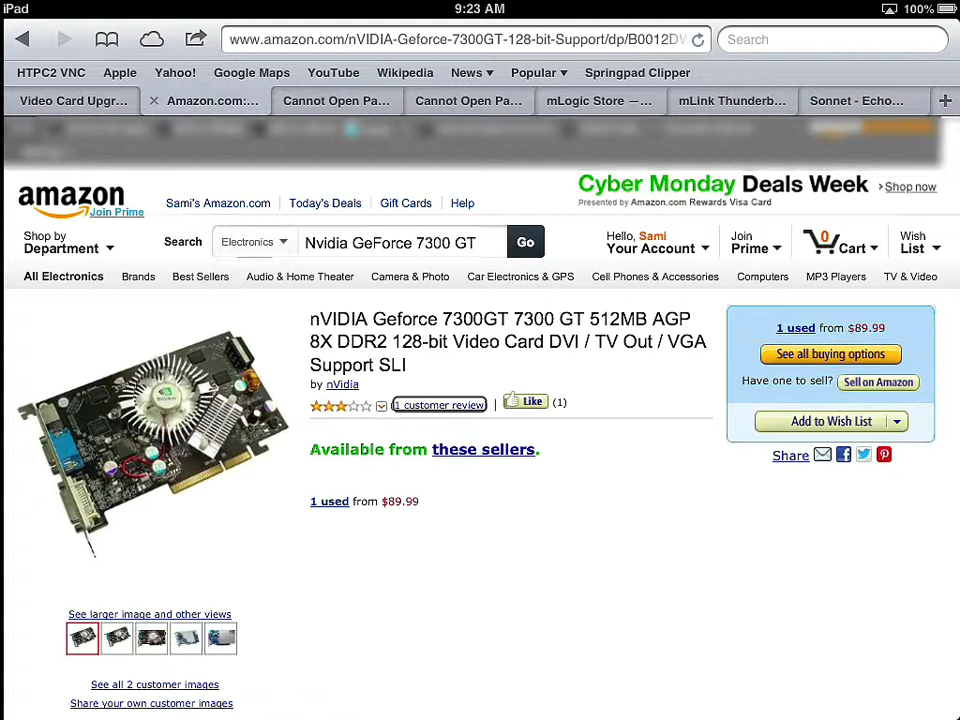 iPad
9:23 AM
100%
www.amazon.com/nVIDIA-Geforce-7300GT-128-bit-Support/dp/B0012DV
Search
HTPC2 VNC Apple Yahoo! Google Maps YouTube Wikipedia News ▾ Popular ▾ Springpad Clipper
Video Card Upgr... Amazon.com:... Cannot Open Pa... Cannot Open Pa... mLogic Store —... mLink Thunderb... Sonnet - Echo...
amazon
Join Prime
Sami's Amazon.com Today's Deals Gift Cards Help
Cyber Monday Deals Week
Shop now
Presented by Amazon.com Rewards Visa Card
Shop by
Department
Search Electronics Nvidia GeForce 7300 GT Go
Hello, Sami
Your Account
Join
Prime
0
Cart
Wish
List
All Electronics Brands Best Sellers Audio & Home Theater Camera & Photo Car Electronics & GPS Cell Phones & Accessories Computers MP3 Players TV & Video
nVIDIA Geforce 7300GT 7300 GT 512MB AGP
8X DDR2 128-bit Video Card DVI / TV Out / VGA
Support SLI
by nVidia
1 customer review | Like (1)
Available from these sellers.
1 used from $89.99
1 used from $89.99
See all buying options
Have one to sell? Sell on Amazon
Add to Wish List
Share
See larger image and other views
See all 2 customer images
Share your own customer images